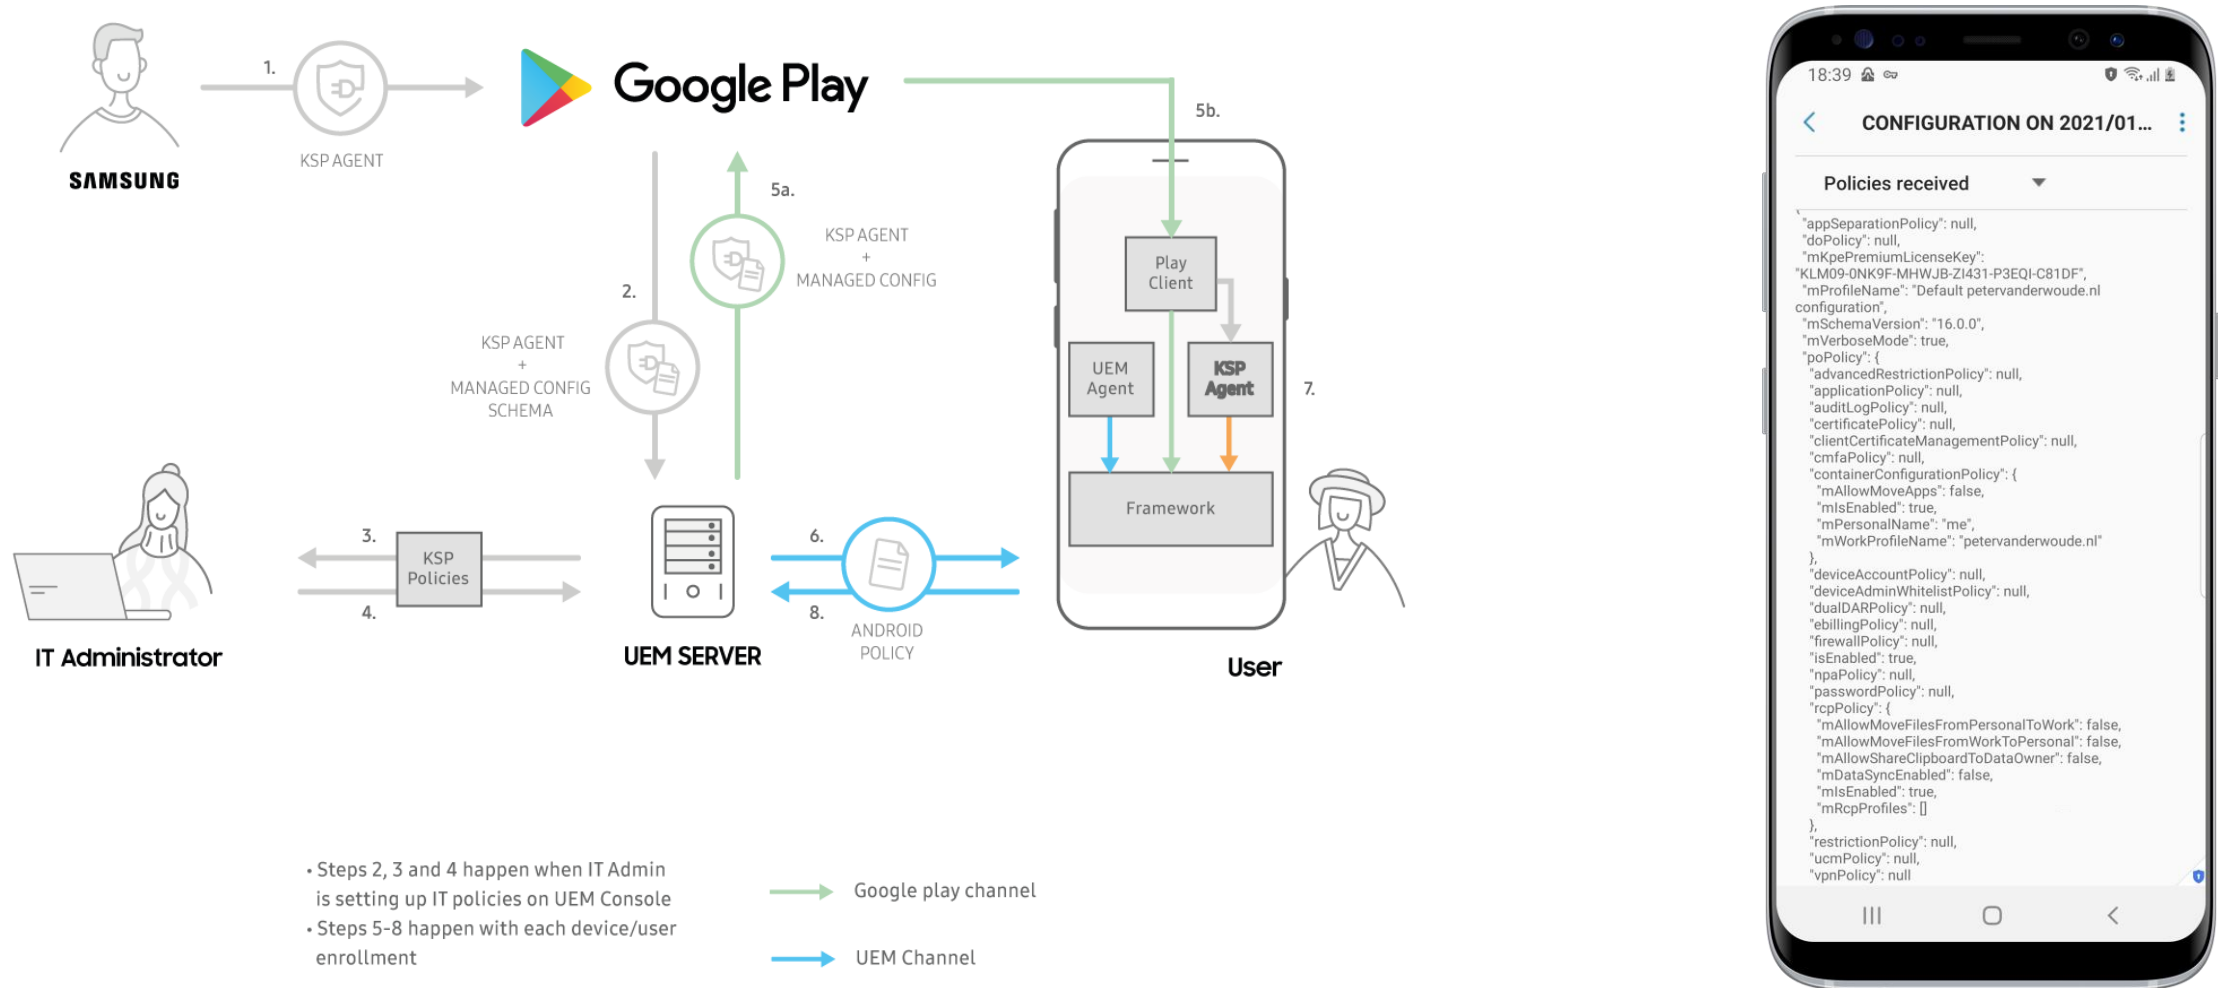 1.
KSP AGENT
SAMSUNG
Google Play
5b.
5a.
KSP AGENT
+
MANAGED CONFIG
2.
KSP AGENT
+
MANAGED CONFIG
SCHEMA
Play
Client
UEM
Agent
KSP
Agent
7.
Framework
3.
KSP
Policies
4.
6.
8.
ANDROID
POLICY
IT Administrator
UEM SERVER
User
• Steps 2, 3 and 4 happen when IT Admin
is setting up IT policies on UEM Console
• Steps 5-8 happen with each device/user
enrollment
Google play channel
UEM Channel
18:39
CONFIGURATION ON 2021/01...
Policies received
{
"appSeparationPolicy": null,
"doPolicy": null,
"mKpePremiumLicenseKey":
"KLM09-0NK9F-MHWJB-ZI431-P3EQI-C81DF",
"mProfileName": "Default petervanderwoude.nl
configuration",
"mSchemaVersion": "16.0.0",
"mVerboseMode": true,
"poPolicy": {
"advancedRestrictionPolicy": null,
"applicationPolicy": null,
"auditLogPolicy": null,
"certificatePolicy": null,
"clientCertificateManagementPolicy": null,
"cmfaPolicy": null,
"containerConfigurationPolicy": {
"mAllowMoveApps": false,
"mIsEnabled": true,
"mPersonalName": "me",
"mWorkProfileName": "petervanderwoude.nl"
},
"deviceAccountPolicy": null,
"deviceAdminWhitelistPolicy": null,
"dualDARPolicy": null,
"ebillingPolicy": null,
"firewallPolicy": null,
"isEnabled": true,
"npaPolicy": null,
"passwordPolicy": null,
"rcpPolicy": {
"mAllowMoveFilesFromPersonalToWork": false,
"mAllowMoveFilesFromWorkToPersonal": false,
"mAllowShareClipboardToDataOwner": false,
"mDataSyncEnabled": false,
"mIsEnabled": true,
"mRcpProfiles": []
},
"restrictionPolicy": null,
"ucmPolicy": null,
"vpnPolicy": null